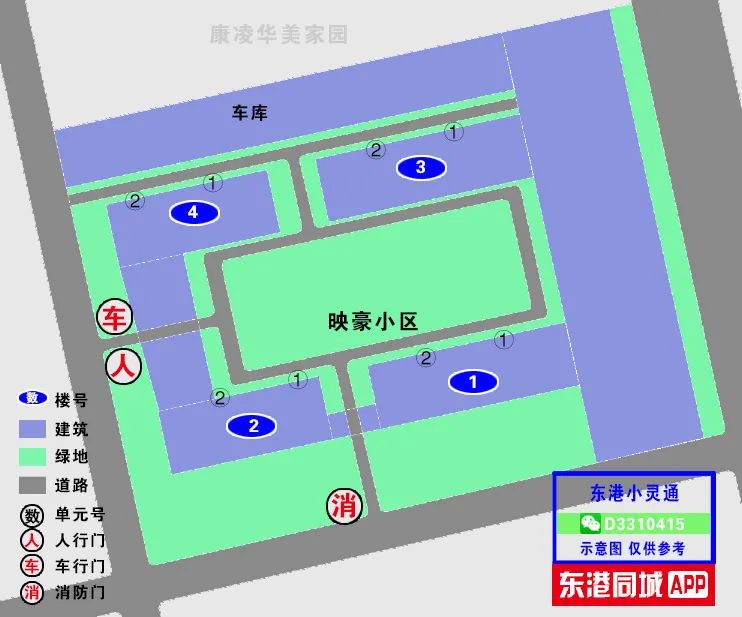 康凌华美家园
车库
① ②
3
① ②
4
车
人
映豪小区
① ②
1
① ②
2
消
数 楼号
建筑
绿地
道路
数 单元号
人 人行门
车 车行门
消 消防门
东港小灵通
D3310415
示意图 仅供参考
东港同城APP